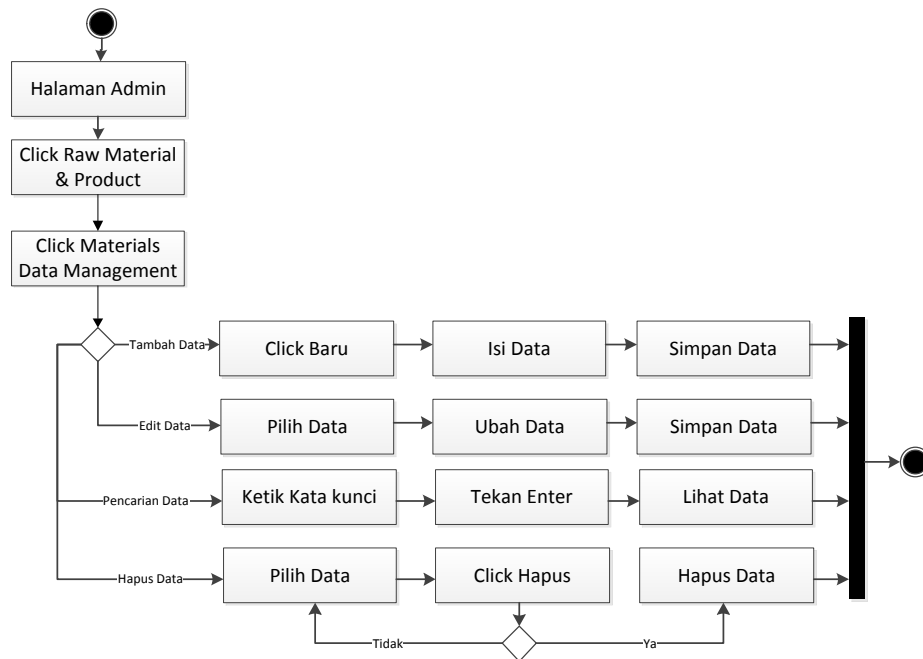 Halaman Admin
Click Raw Material
& Product
Click Materials
Data Management
Tambah Data
Click Baru
Isi Data
Simpan Data
Edit Data
Pilih Data
Ubah Data
Simpan Data
Pencarian Data
Ketik Kata kunci
Tekan Enter
Lihat Data
Hapus Data
Pilih Data
Click Hapus
Hapus Data
Tidak
Ya